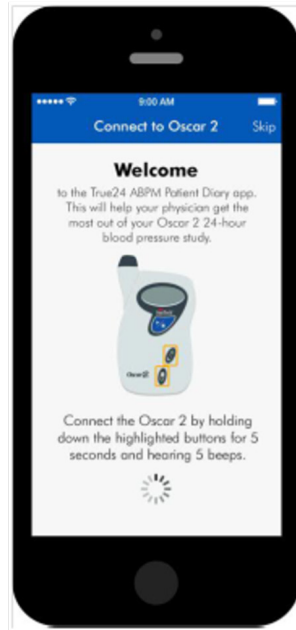 9:00 AM
Connect to Oscar 2 Skip
Welcome
to the True24 ABPM Patient Diary app.
This will help your physician get the
most out of your Oscar 2 24-hour
blood pressure study.
Oscar 2
Connect the Oscar 2 by holding
down the highlighted buttons for 5
seconds and hearing 5 beeps.